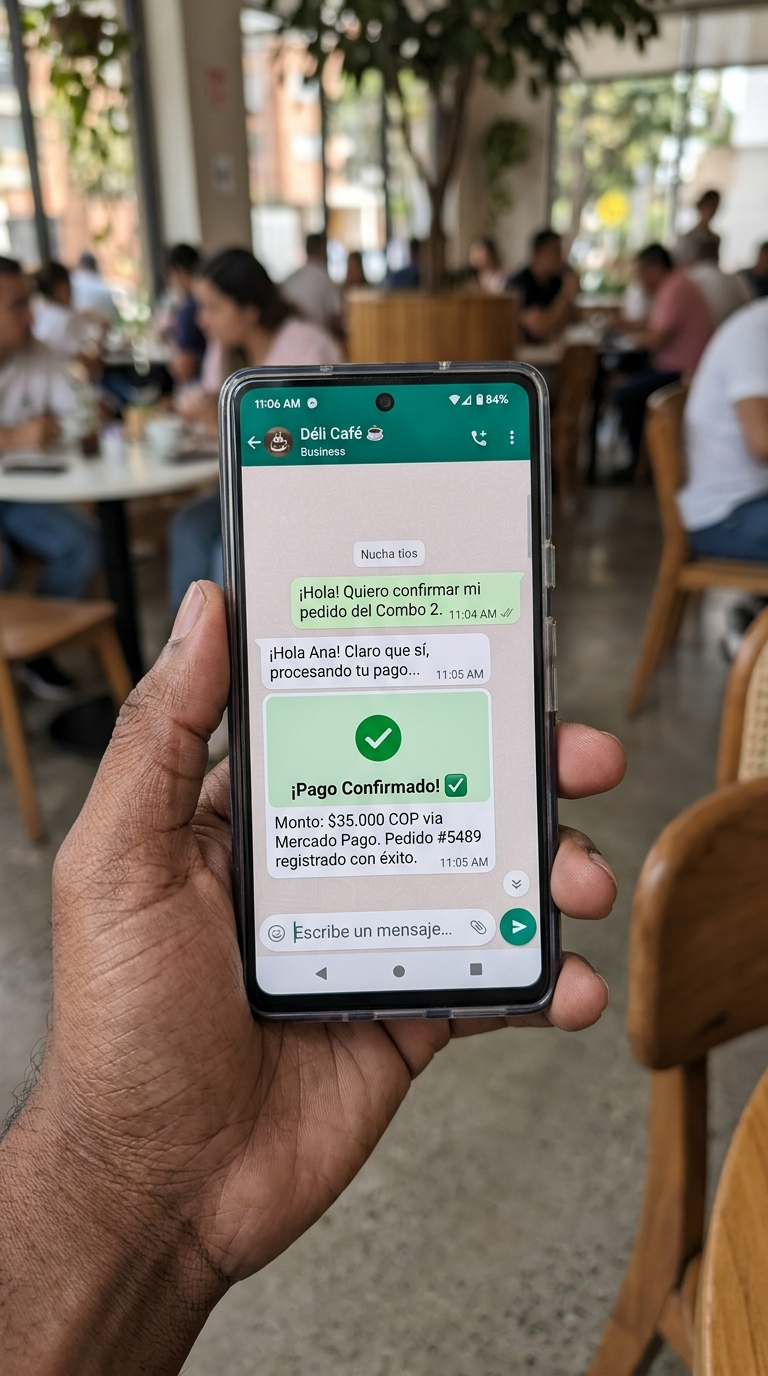 11:06 AM
84%
Déli Café ☕
Business
Nucha tios
¡Hola! Quiero confirmar mi
pedido del Combo 2. 11:04 AM
¡Hola Ana! Claro que sí,
procesando tu pago... 11:05 AM
¡Pago Confirmado! ✅
Monto: $35.000 COP via
Mercado Pago. Pedido #5489
registrado con éxito. 11:05 AM
Escribe un mensaje...